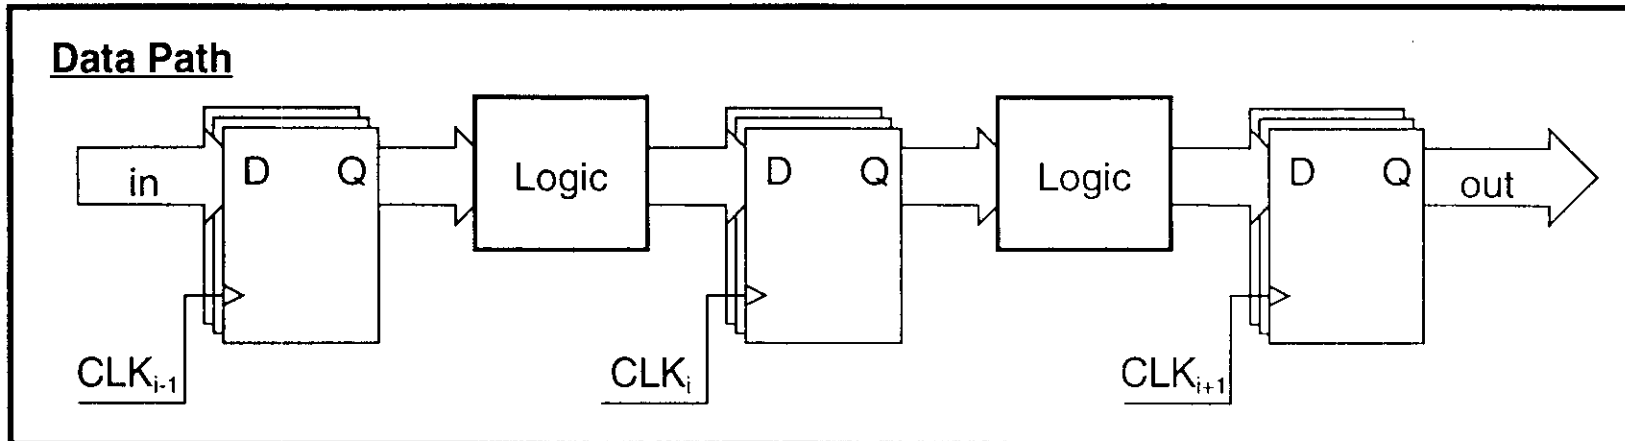 Data Path
in D Q Logic D Q Logic D Q out
CLKi-1 CLKi CLKi+1